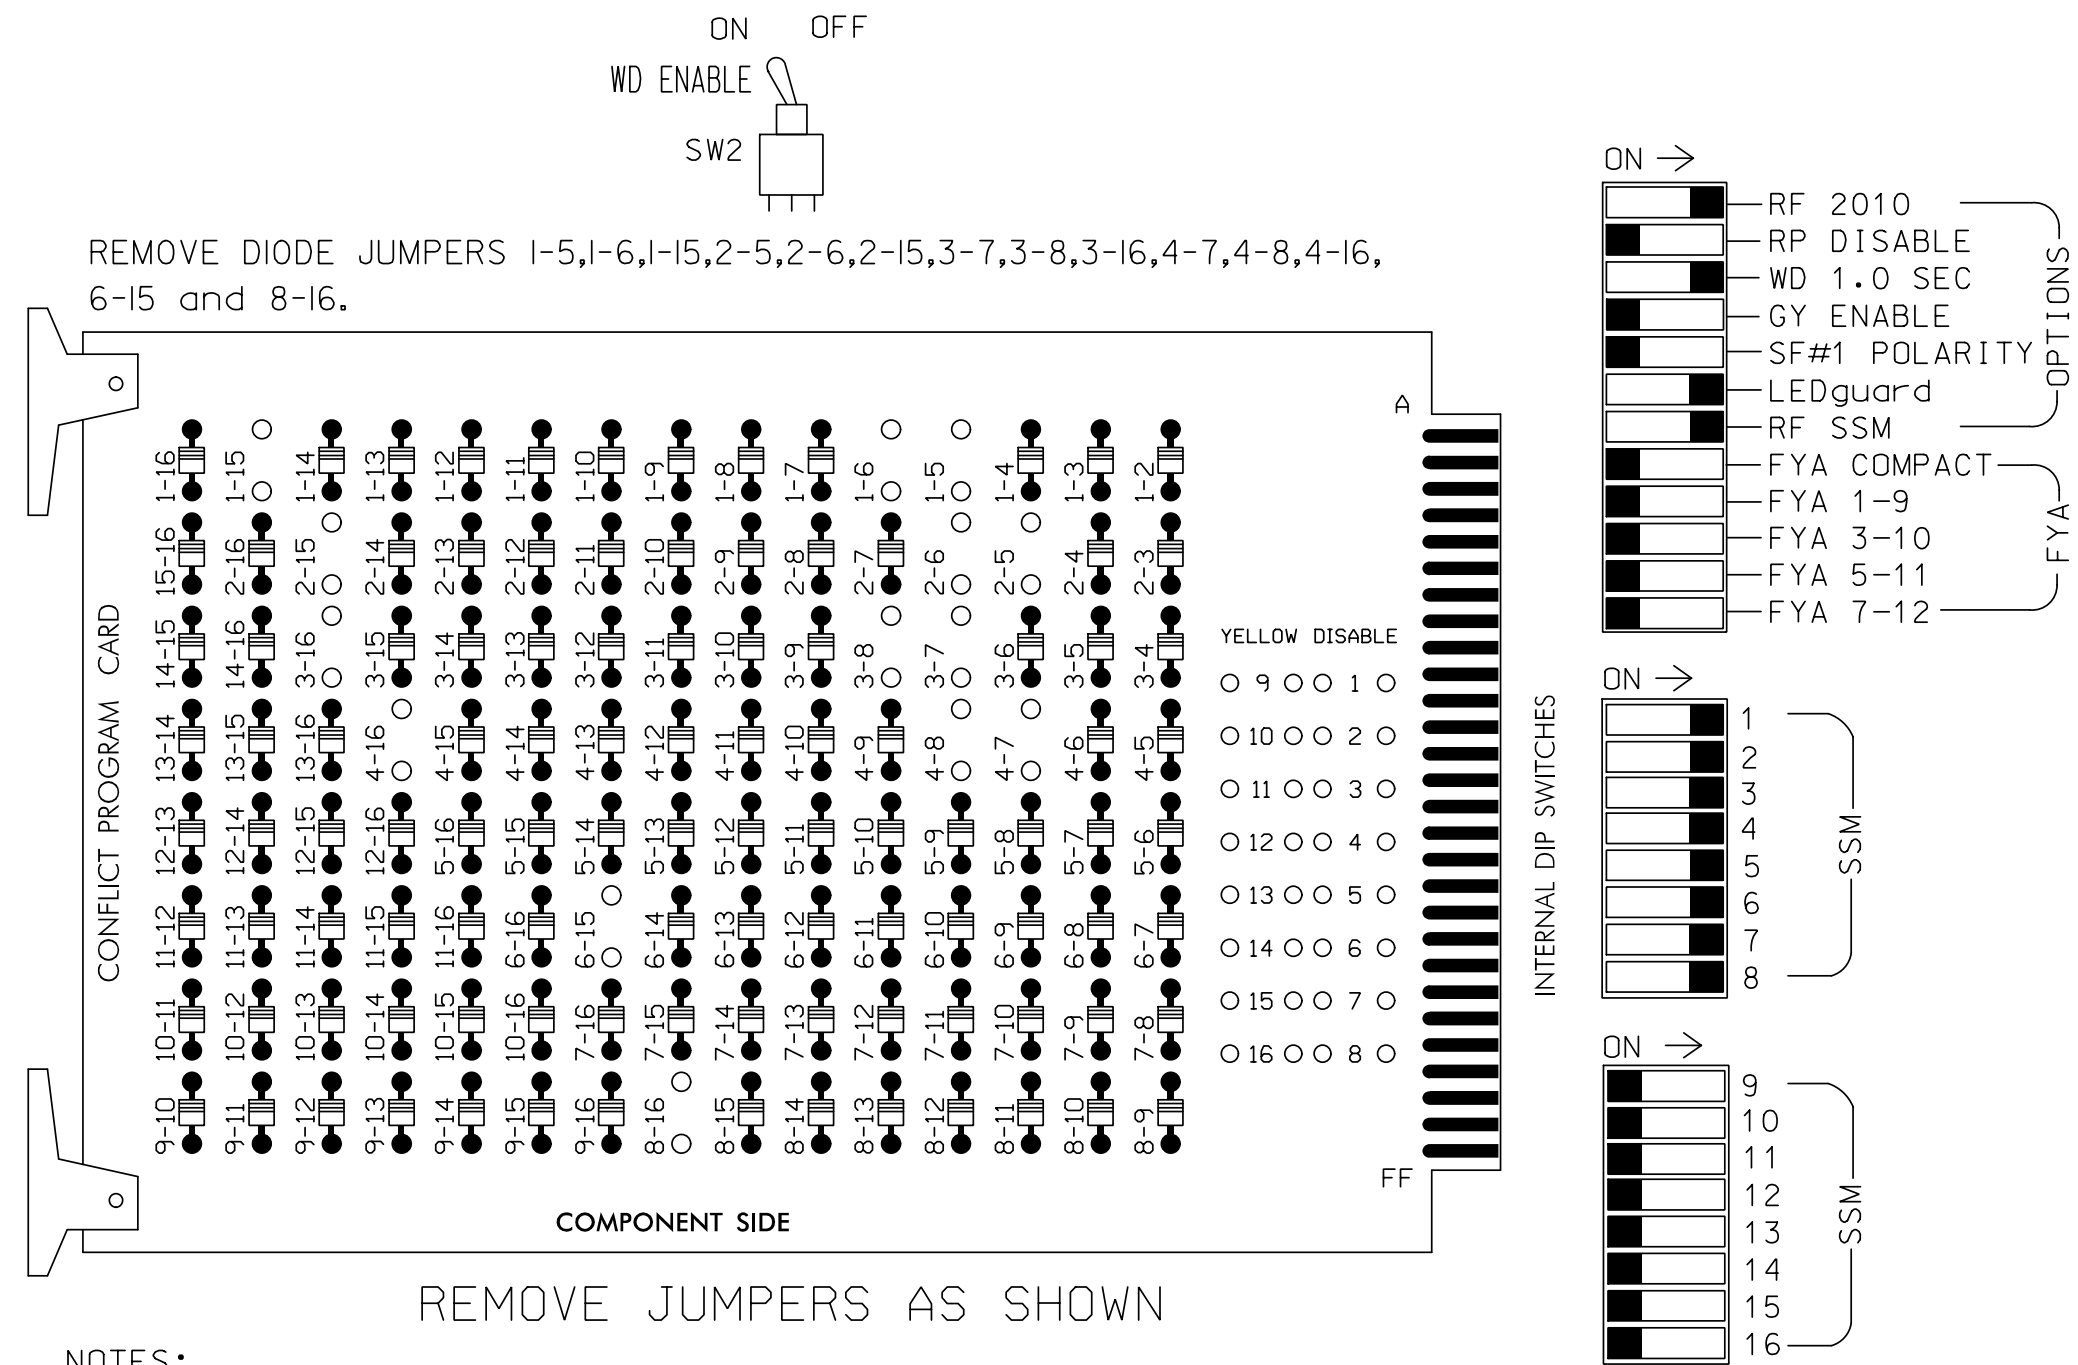 ON OFF
WD ENABLE
SW2
REMOVE DIODE JUMPERS 1-5,1-6,1-15,2-5,2-6,2-15,3-7,3-8,3-16,4-7,4-8,4-16,
6-15 and 8-16.
A
1-16 1-15 1-14 1-13 1-12 1-11 1-10 1-9 1-8 1-7 1-6 1-5 1-4 1-3 1-2
15-16 2-16 2-15 2-14 2-13 2-12 2-11 2-10 2-9 2-8 2-7 2-6 2-5 2-4 2-3
14-15 14-16 3-16 3-15 3-14 3-13 3-12 3-11 3-10 3-9 3-8 3-7 3-6 3-5 3-4
13-14 13-15 13-16 4-16 4-15 4-14 4-13 4-12 4-11 4-10 4-9 4-8 4-7 4-6 4-5
12-13 12-14 12-15 12-16 5-16 5-15 5-14 5-13 5-12 5-11 5-10 5-9 5-8 5-7 5-6
11-12 11-13 11-14 11-15 11-16 6-16 6-15 6-14 6-13 6-12 6-11 6-10 6-9 6-8 6-7
10-11 10-12 10-13 10-14 10-15 10-16 7-16 7-15 7-14 7-13 7-12 7-11 7-10 7-9 7-8
9-10 9-11 9-12 9-13 9-14 9-15 9-16 8-16 8-15 8-14 8-13 8-12 8-11 8-10 8-9
CONFLICT PROGRAM CARD
YELLOW DISABLE
9 1
10 2
11 3
12 4
13 5
14 6
15 7
16 8
FF
COMPONENT SIDE
REMOVE JUMPERS AS SHOWN
NOTES:
INTERNAL DIP SWITCHES
ON
RF 2010
RP DISABLE
WD 1.0 SEC
GY ENABLE
SF#1 POLARITY
LEDguard
RF SSM
OPTIONS
FYA COMPACT
FYA 1-9
FYA 3-10
FYA 5-11
FYA 7-12
FYA
ON
1
2
3
4
5
6
7
8
SSM
ON
9
10
11
12
13
14
15
16
SSM